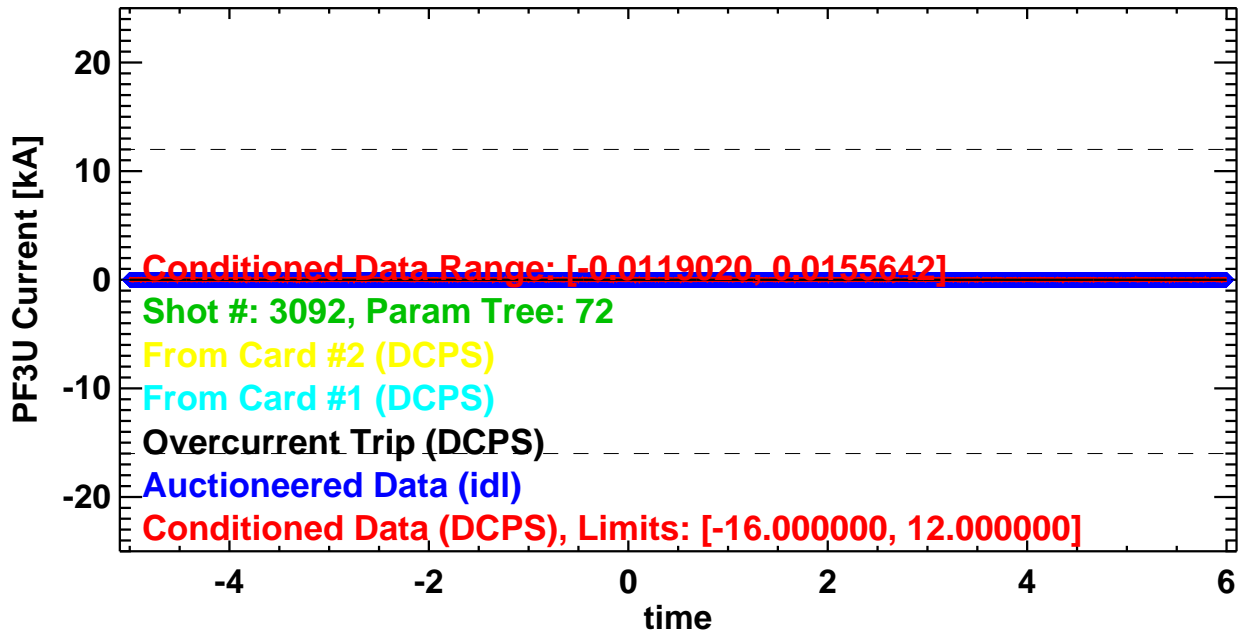 20
10
0
-10
-20
PF3U Current [kA]
Conditioned Data Range: [-0.0119020, 0.0155642]
Shot #: 3092, Param Tree: 72
From Card #2 (DCPS)
From Card #1 (DCPS)
Overcurrent Trip (DCPS)
Auctioneered Data (idl)
Conditioned Data (DCPS), Limits: [-16.000000, 12.000000]
-4 -2 0 2 4 6
time